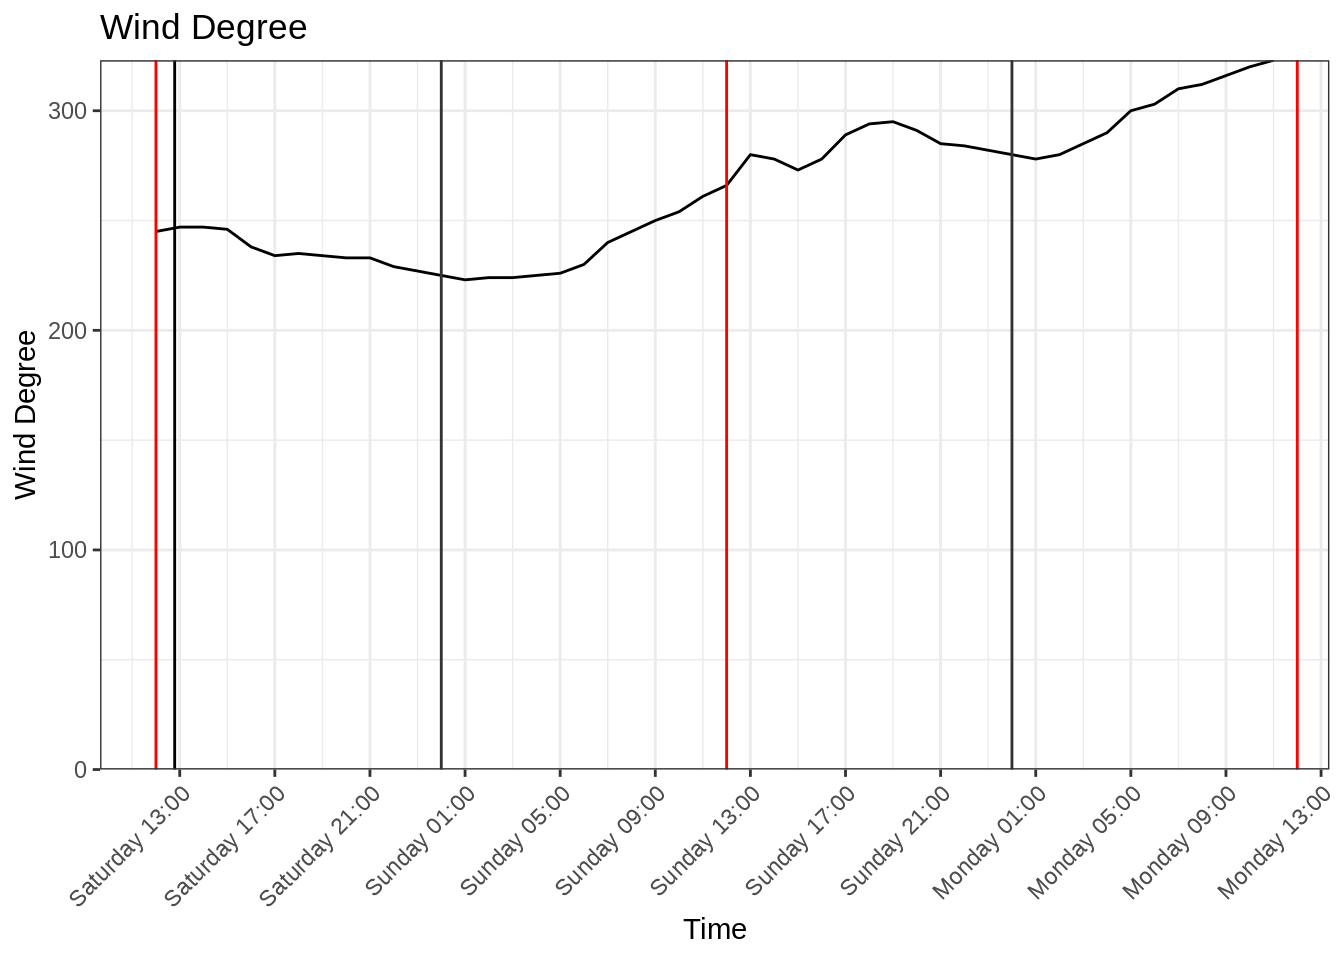 Wind Degree
Wind Degree
300
200
100
0
Saturday 13:00
Saturday 17:00
Saturday 21:00
Sunday 01:00
Sunday 05:00
Sunday 09:00
Sunday 13:00
Sunday 17:00
Sunday 21:00
Monday 01:00
Monday 05:00
Monday 09:00
Monday 13:00
Time